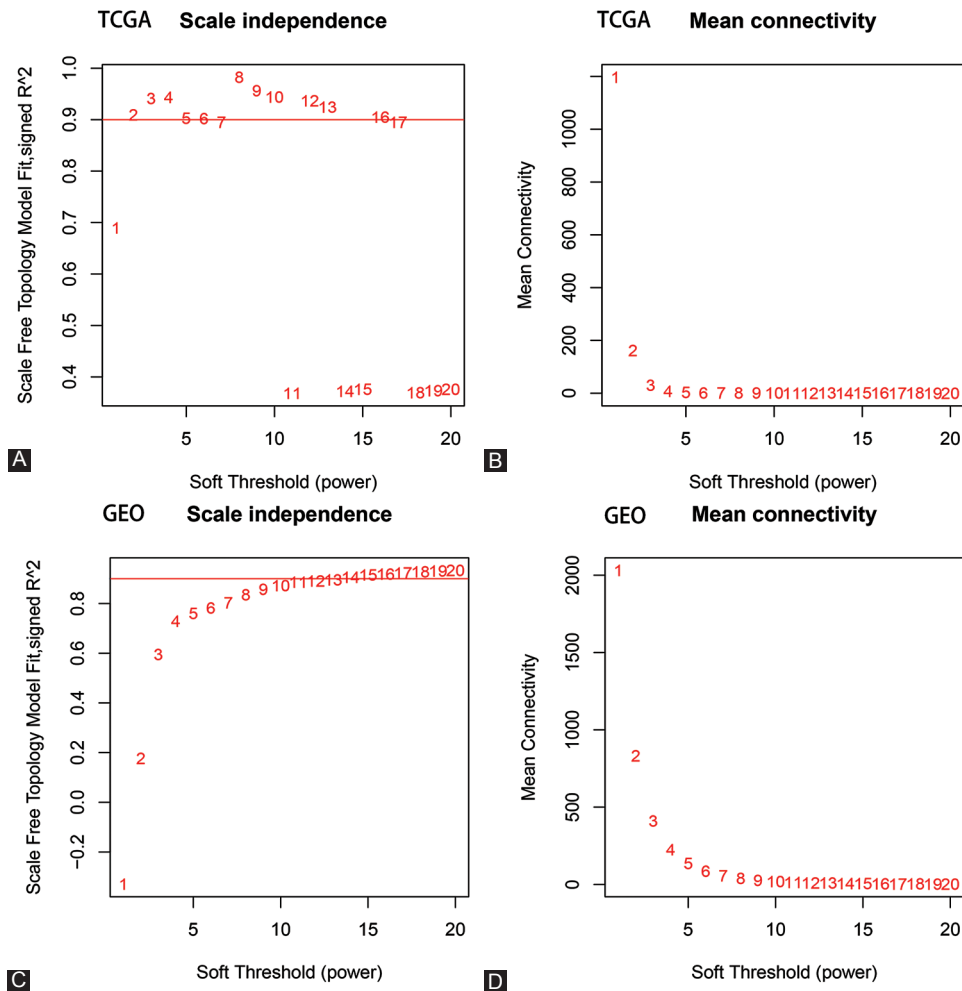 TCGA Scale independence
Scale Free Topology Model Fit,signed R^2
1.0
0.9
0.8
0.7
0.6
0.5
0.4
1 2 3 4 5 6 7 8 9 10 11 12 13 14 15 16 17 18 19 20
5 10 15 20
Soft Threshold (power)
A
TCGA Mean connectivity
Mean Connectivity
1000
800
600
400
200
0
1 2 3 4 5 6 7 8 9 10 11 12 13 14 15 16 17 18 19 20
5 10 15 20
Soft Threshold (power)
B
GEO Scale independence
Scale Free Topology Model Fit,signed R^2
0.8
0.6
0.4
0.2
0.0
−0.2
1 2 3 4 5 6 7 8 9 10 11 12 13 14 15 16 17 18 19 20
5 10 15 20
Soft Threshold (power)
C
GEO Mean connectivity
Mean Connectivity
2000
1500
1000
500
0
1 2 3 4 5 6 7 8 9 10 11 12 13 14 15 16 17 18 19 20
5 10 15 20
Soft Threshold (power)
D